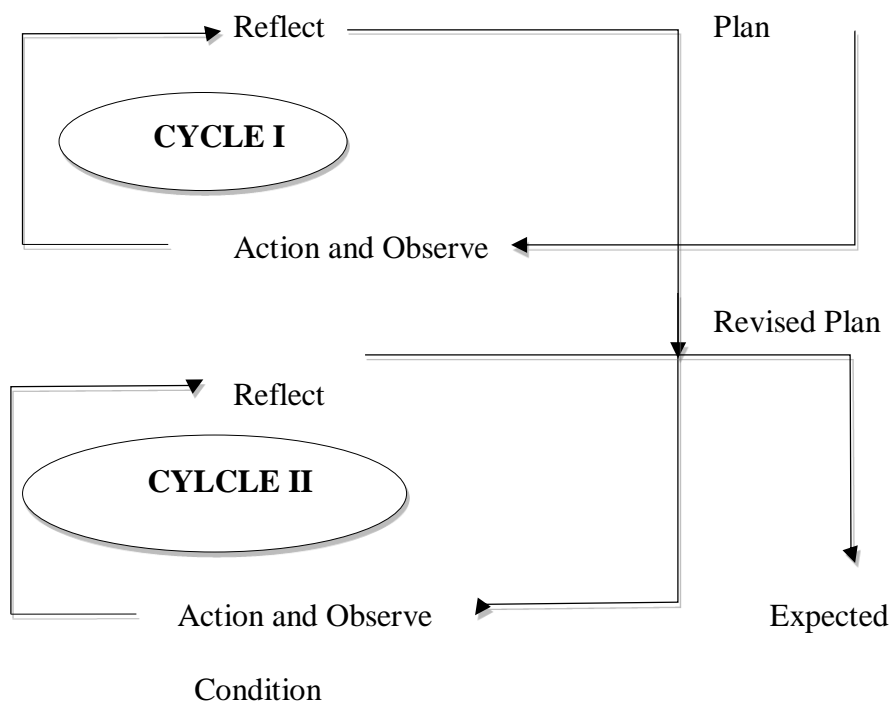 Reflect Plan
CYCLE I
Action and Observe
Revised Plan
Reflect
CYLCLE II
Action and Observe Expected
Condition